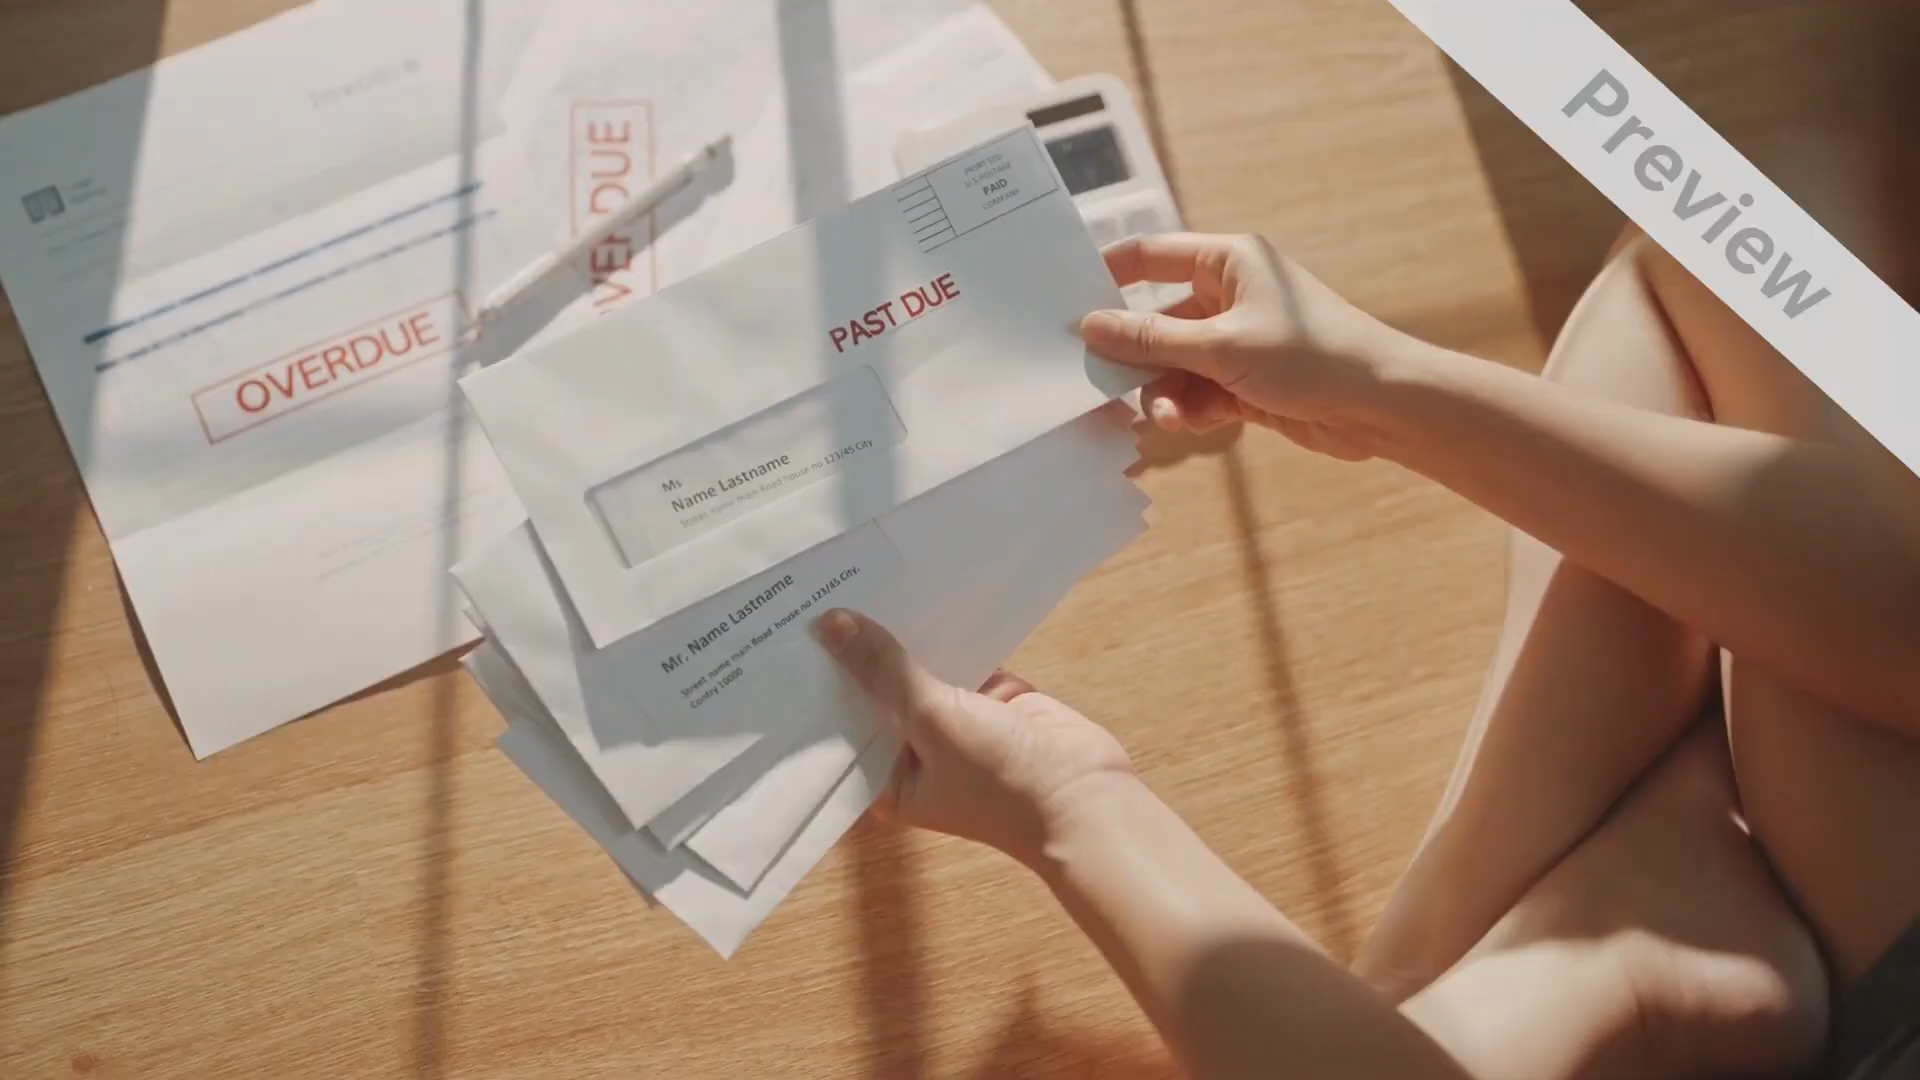 Preview
OVERDUE
OVERDUE
PAID
COMPANY
PAST DUE
Ms
Name Lastname
Street name main Road house no 123/45 City
Mr. Name Lastname
Street name main Road house no 123/45 City.
Contry 10000